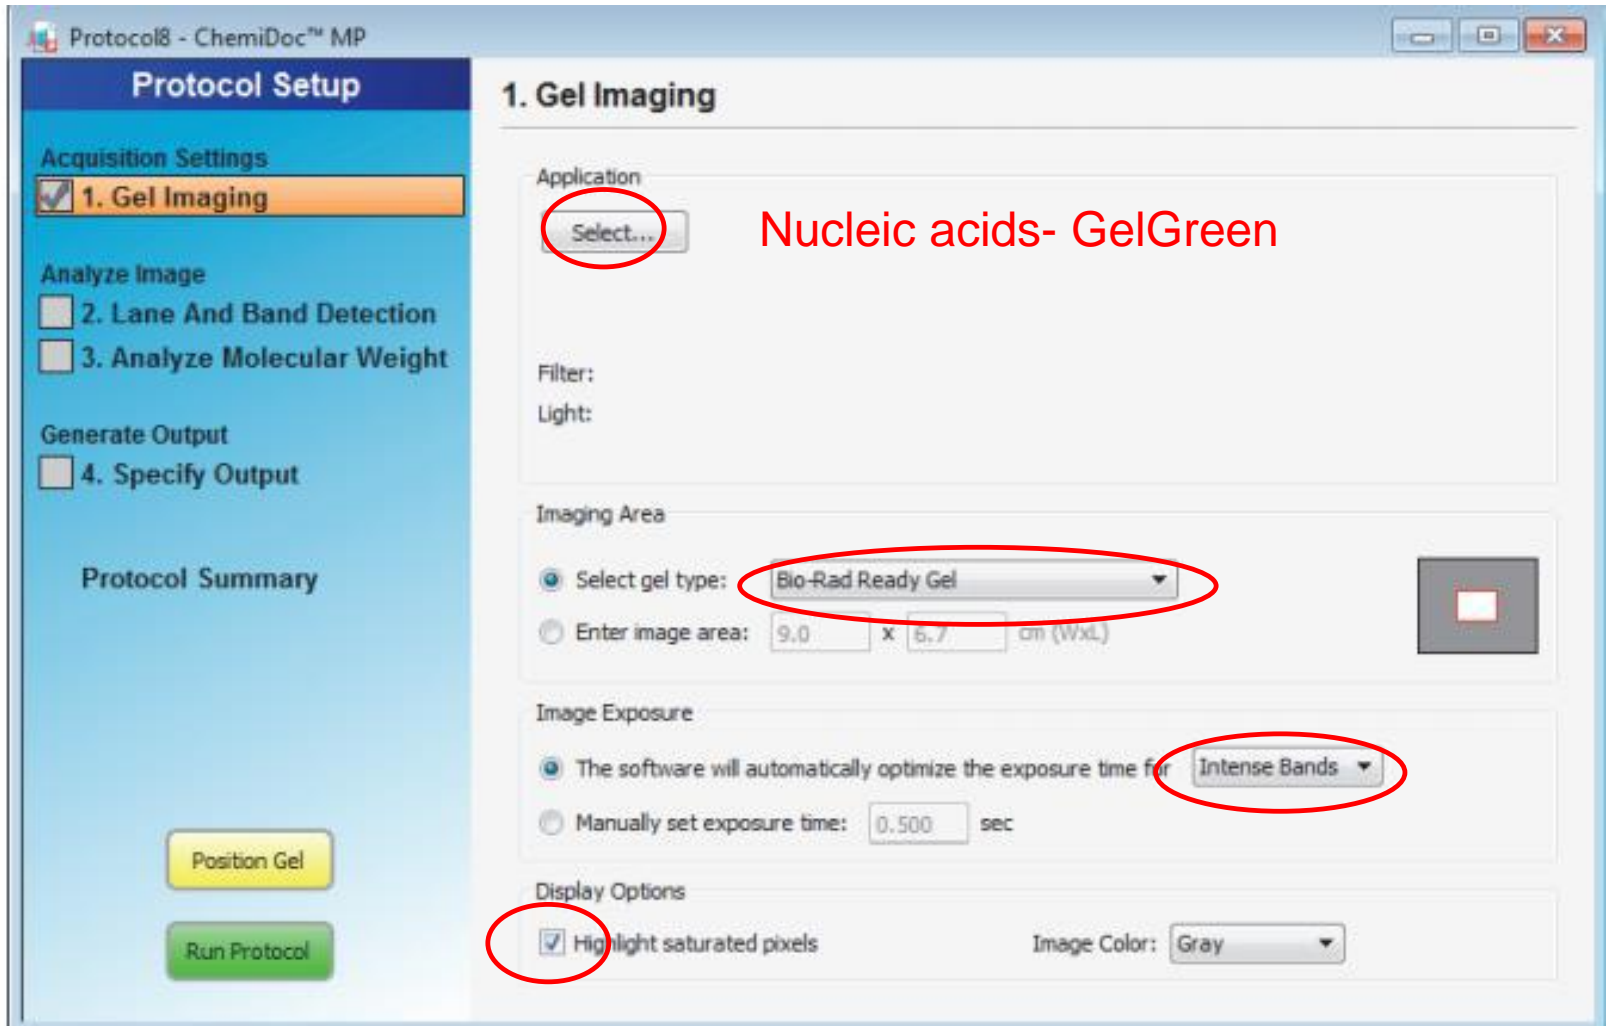 Protocol8 - ChemiDoc™ MP
Protocol Setup
Acquisition Settings
1. Gel Imaging
Analyze Image
2. Lane And Band Detection
3. Analyze Molecular Weight
Generate Output
4. Specify Output
Protocol Summary
Position Gel
Run Protocol
1. Gel Imaging
Application
Select... Nucleic acids- GelGreen
Filter:
Light:
Imaging Area
Select gel type: Bio-Rad Ready Gel
Enter image area: 9.0 x 6.7 cm (WxL)
Image Exposure
The software will automatically optimize the exposure time for Intense Bands
Manually set exposure time: 0.500 sec
Display Options
Highlight saturated pixels Image Color: Gray